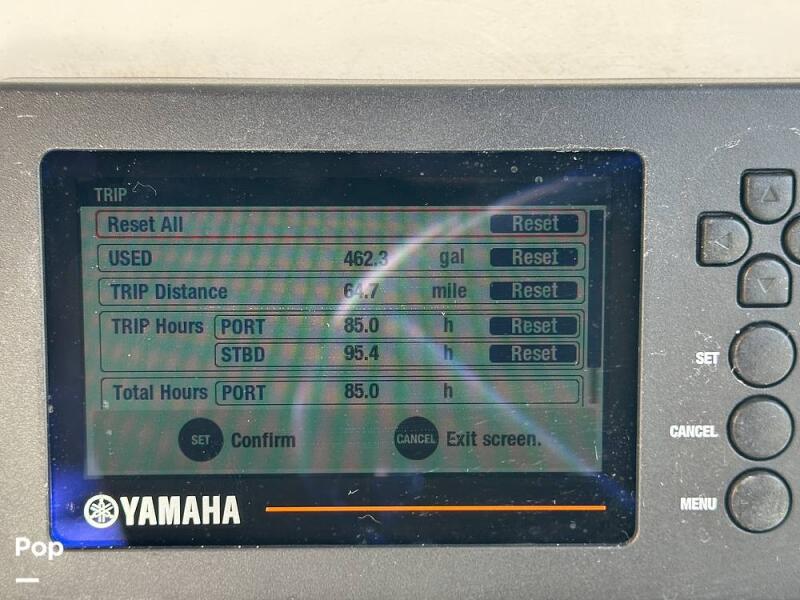 TRIP
Reset All Reset
USED 462.3 gal Reset
TRIP Distance 64.7 mile Reset
TRIP Hours PORT 85.0 h Reset
STBD 95.4 h Reset
Total Hours PORT 85.0 h
SET Confirm CANCEL Exit screen.
YAMAHA
SET
CANCEL
MENU
Pop